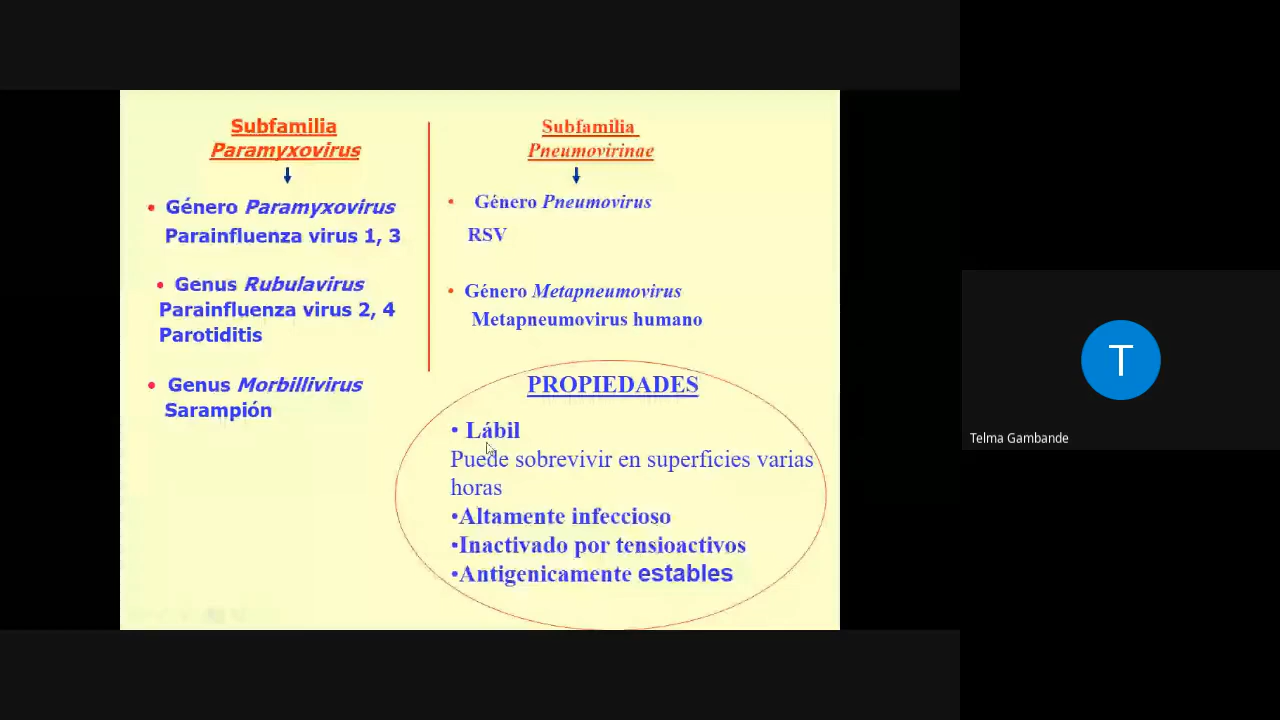 Subfamilia
Paramyxovirus
• Género Paramyxovirus
Parainfluenza virus 1, 3
• Genus Rubulavirus
Parainfluenza virus 2, 4
Parotiditis
• Genus Morbillivirus
Sarampión
Subfamilia
Pneumovirinae
• Género Pneumovirus
RSV
• Género Metapneumovirus
Metapneumovirus humano
PROPIEDADES
• Lábil
Puede sobrevivir en superficies varias
horas
•Altamente infeccioso
•Inactivado por tensioactivos
•Antigenicamente estables
T
Telma Gambande